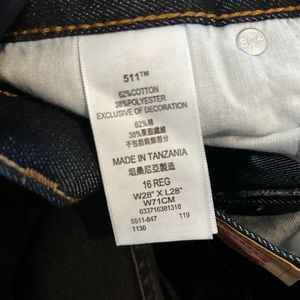 511™
62%COTTON
38%POLYESTER
EXCLUSIVE OF DECORATION
62%棉
38%聚酯纖維
不包括裝飾部份
MADE IN TANZANIA
坦桑尼亞製造
16 REG
W28" X L28"
W71CM
633716381318
5511-847 119
1136